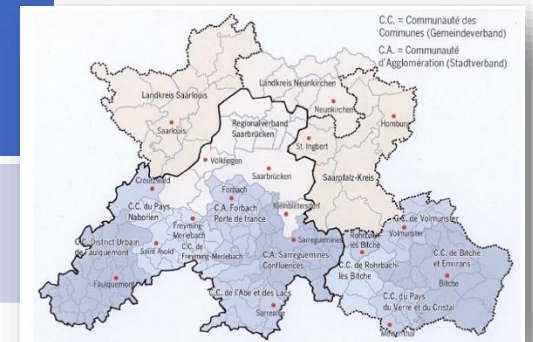 C.C. = Communauté des
Communes (Gemeindeverband)
C.A. = Communauté
d'Agglomération (Stadtverband)
Landkreis Saarlouis
Landkreis Neunkirchen
Neunkirchen
Homburg
Regionalverband
Saarbrücken
Saarlouis
St. Ingbert
Völklingen
Saarpfalz-Kreis
Saarbrücken
Creutzwald
Forbach
C.C. du Pays
Naborien
C.A. Forbach
Porte de france
Kleinblittersdorf
Freyming-
Merlebach
C.C. de Volmunster
Rohrbach-
lès Bitche
Volmunster
C.C. District Urbain
de Faulquemont
Saint Avold
C.C. de
Freyming-Merlebach
Sarreguemines
C.A. Sarreguemines
Confluences
C.C. de Rohrbach-
lès Bitche
C.C. de Bitche
et Environs
Bitche
Faulquemont
C.C. de l'Albe et des Lacs
Sarralbe
C.C. du Pays
du Verre et du Cristal
Meisenthal